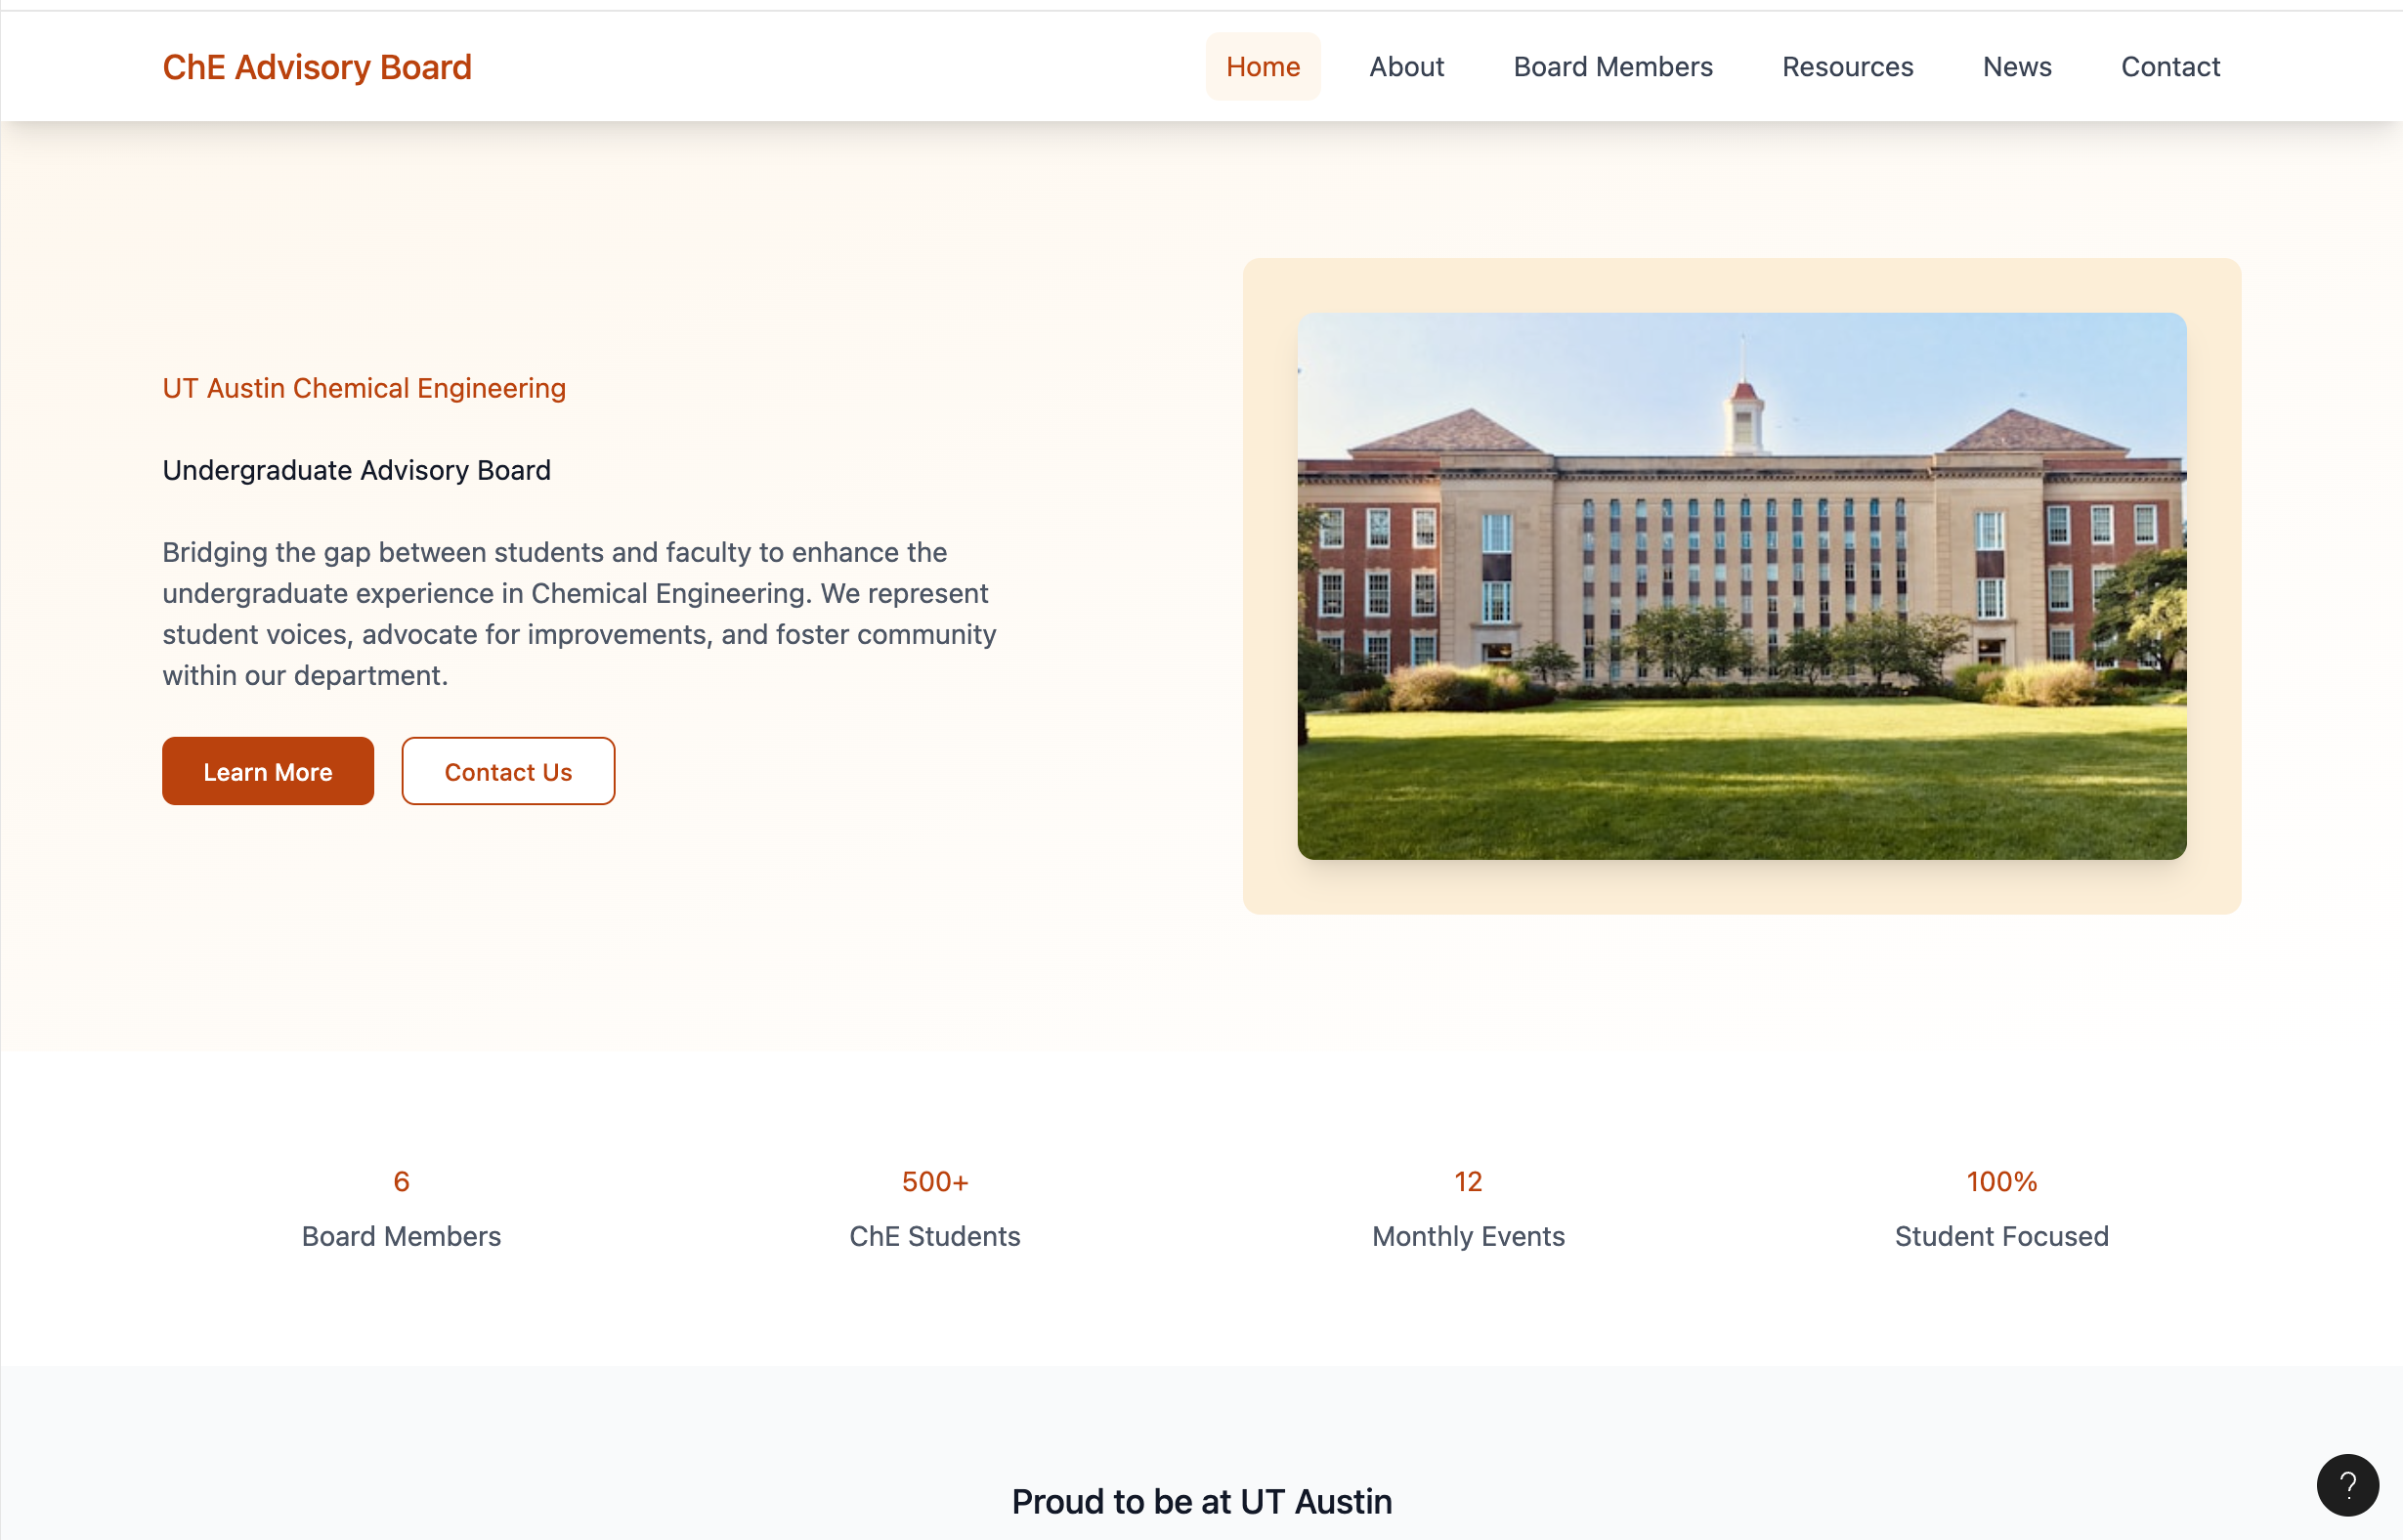 ChE Advisory Board
Home
About
Board Members
Resources
News
Contact
UT Austin Chemical Engineering
Undergraduate Advisory Board
Bridging the gap between students and faculty to enhance the
undergraduate experience in Chemical Engineering. We represent
student voices, advocate for improvements, and foster community
within our department.
Learn More
Contact Us
6
Board Members
500+
ChE Students
12
Monthly Events
100%
Student Focused
Proud to be at UT Austin
?